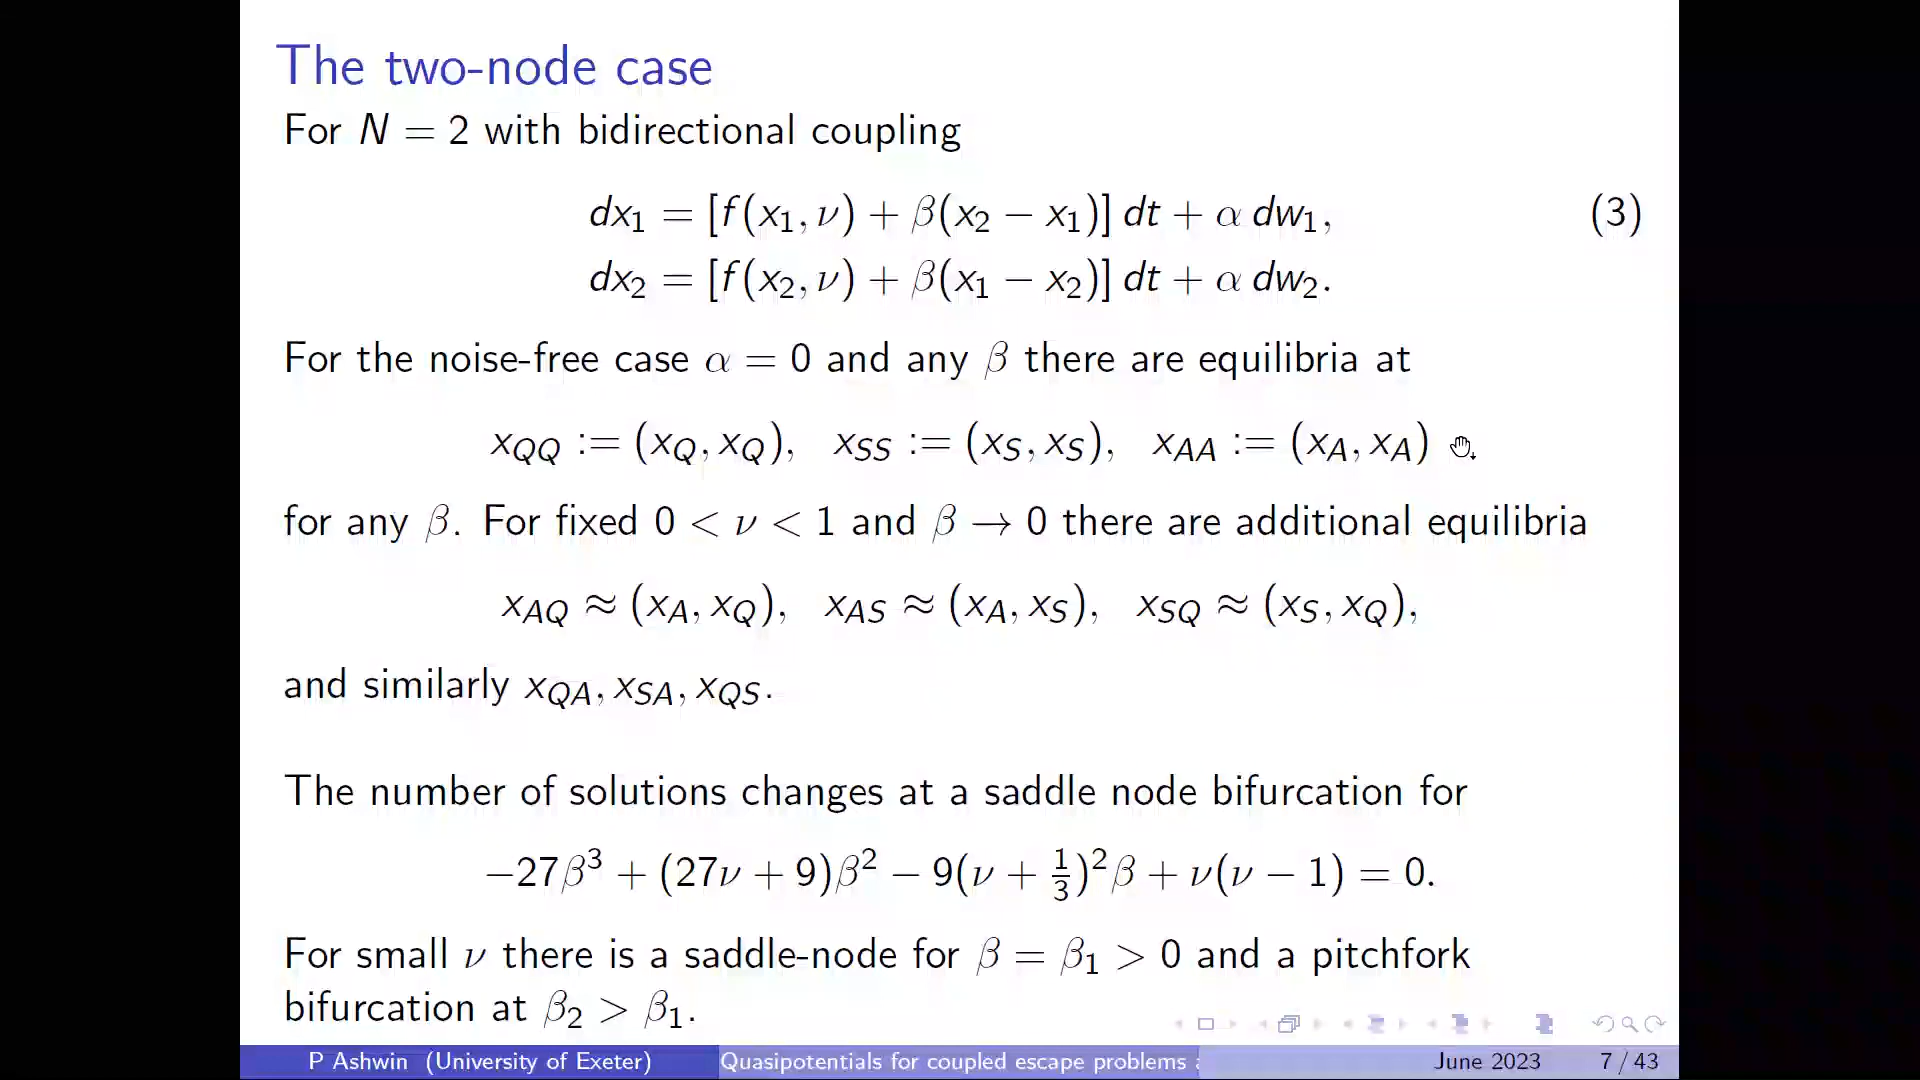 The two-node case
For N = 2 with bidirectional coupling
dx₁ = [f(x₁, ν) + β(x₂ − x₁)] dt + α dw₁, (3)
dx₂ = [f(x₂, ν) + β(x₁ − x₂)] dt + α dw₂.
For the noise-free case α = 0 and any β there are equilibria at
x_QQ := (x_Q, x_Q), x_SS := (x_S, x_S), x_AA := (x_A, x_A)
for any β. For fixed 0 < ν < 1 and β → 0 there are additional equilibria
x_AQ ≈ (x_A, x_Q), x_AS ≈ (x_A, x_S), x_SQ ≈ (x_S, x_Q),
and similarly x_QA, x_SA, x_QS.
The number of solutions changes at a saddle node bifurcation for
−27β³ + (27ν + 9)β² − 9(ν + 1/3)²β + ν(ν − 1) = 0.
For small ν there is a saddle-node for β = β₁ > 0 and a pitchfork
bifurcation at β₂ > β₁.
P Ashwin (University of Exeter) Quasipotentials for coupled escape problems June 2023 7 / 43